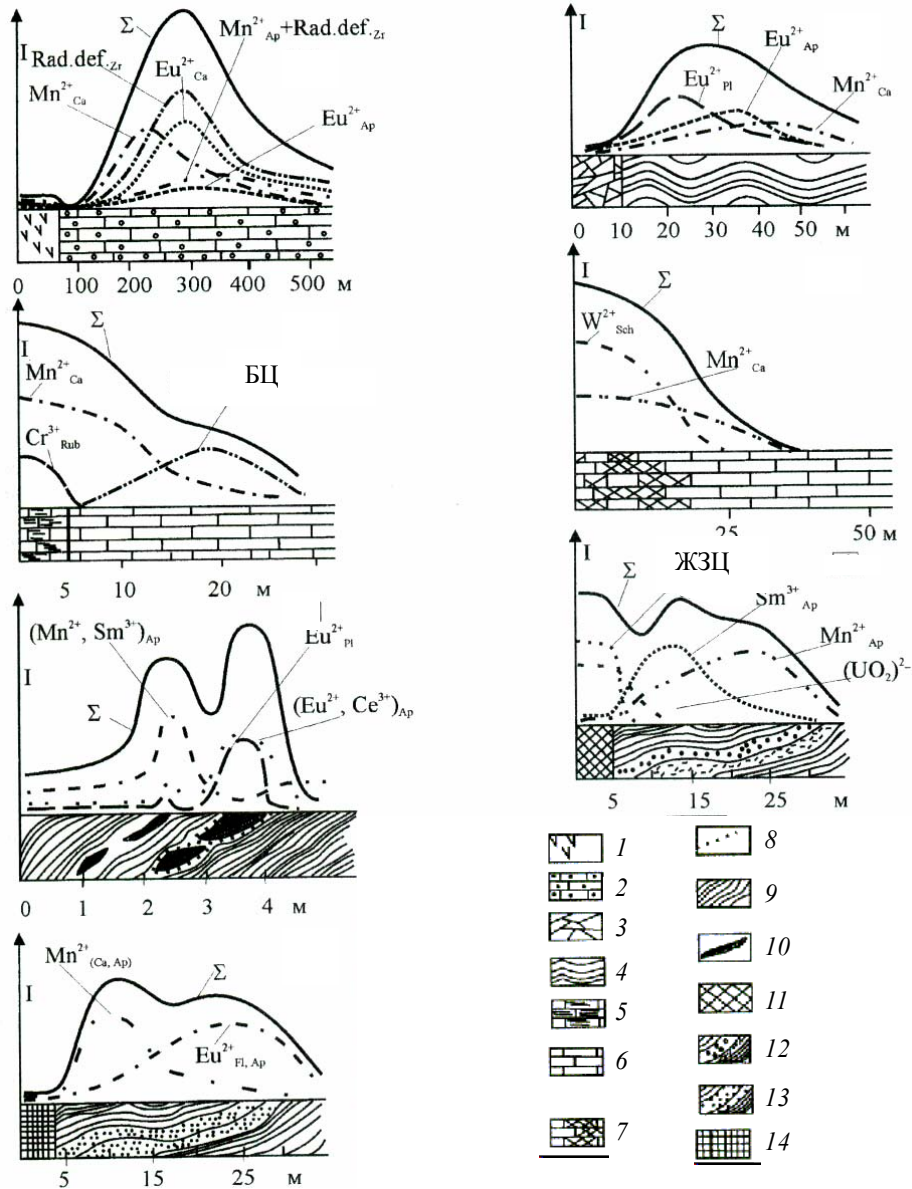 I
Σ
Mn²⁺Ap+Rad.def.Zr
Rad.def.Zr
Eu²⁺Ca
Mn²⁺Ca
Eu²⁺Ap
0 100 200 300 400 500 м
I
Σ
Eu²⁺Ap
Eu²⁺Pl
Mn²⁺Ca
0 10 20 30 40 50 м
I
Σ
Mn²⁺Ca
БЦ
Cr³⁺Rub
5 10 20 м
I
Σ
W²⁺Sch
Mn²⁺Ca
25 50 м
I
(Mn²⁺, Sm³⁺)Ap
Eu²⁺Pl
Σ
(Eu²⁺, Ce³⁺)Ap
0 1 2 3 4 м
I
Σ
ЖЗЦ
Sm³⁺Ap
Mn²⁺Ap
(UO₂)²⁻
5 15 25 м
I
Mn²⁺(Ca, Ap)
Σ
Eu²⁺Fl, Ap
5 15 25 м
1
2
3
4
5
6
7
8
9
10
11
12
13
14